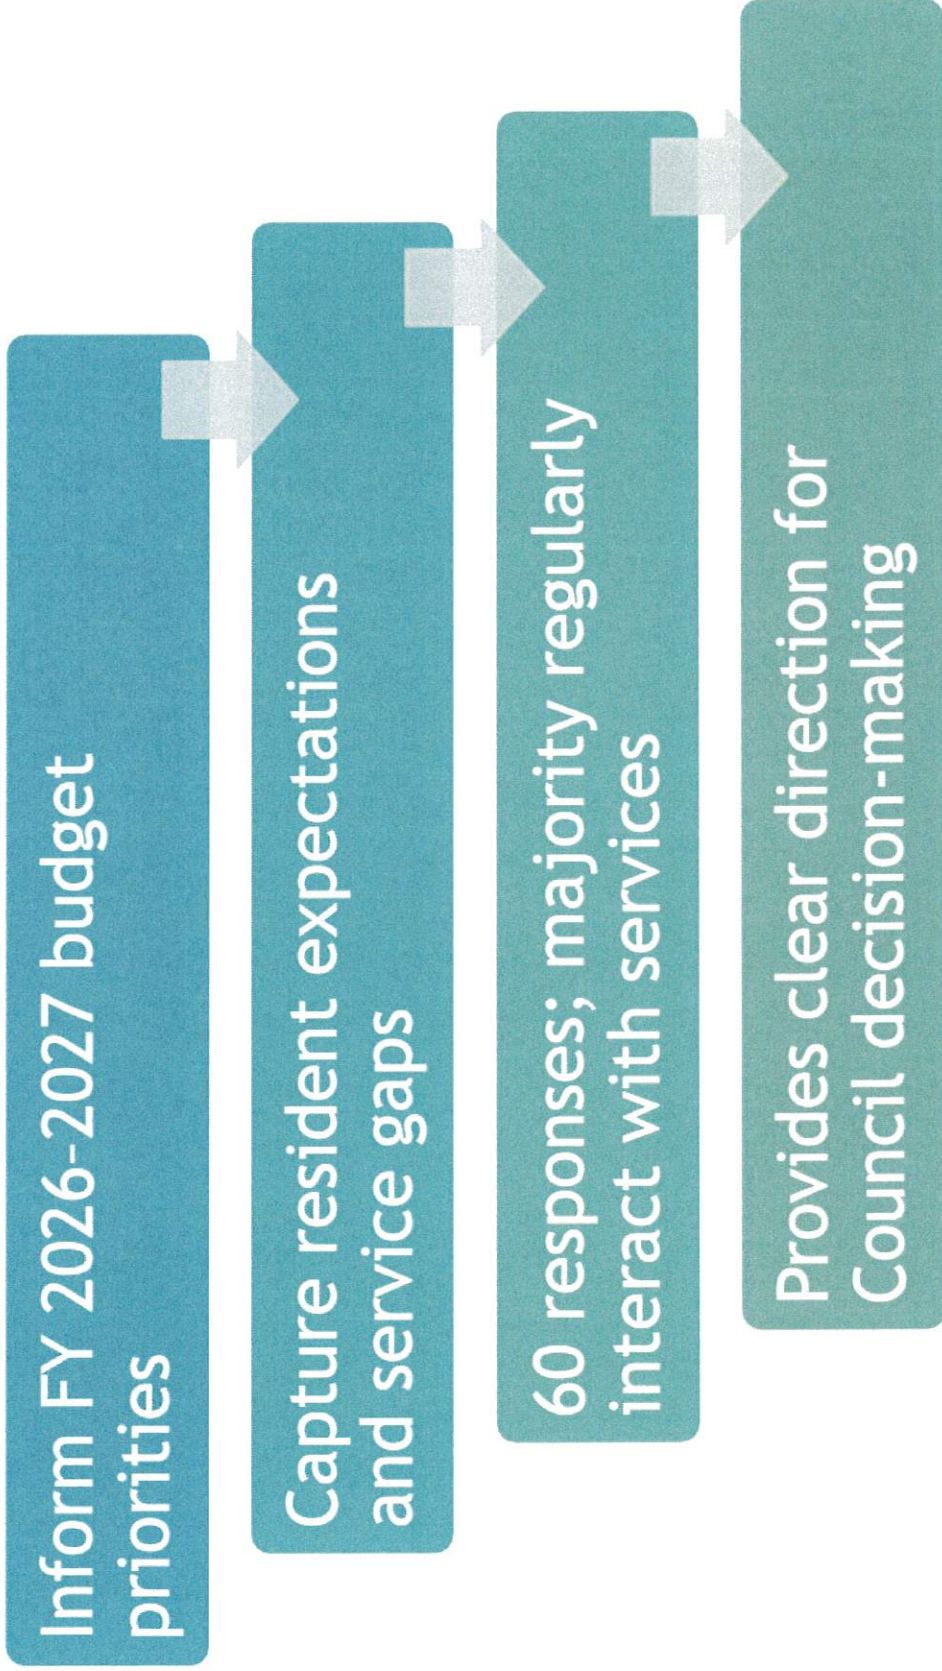 Inform FY 2026-2027 budget
priorities
Capture resident expectations
and service gaps
60 responses; majority regularly
interact with services
Provides clear direction for
Council decision-making